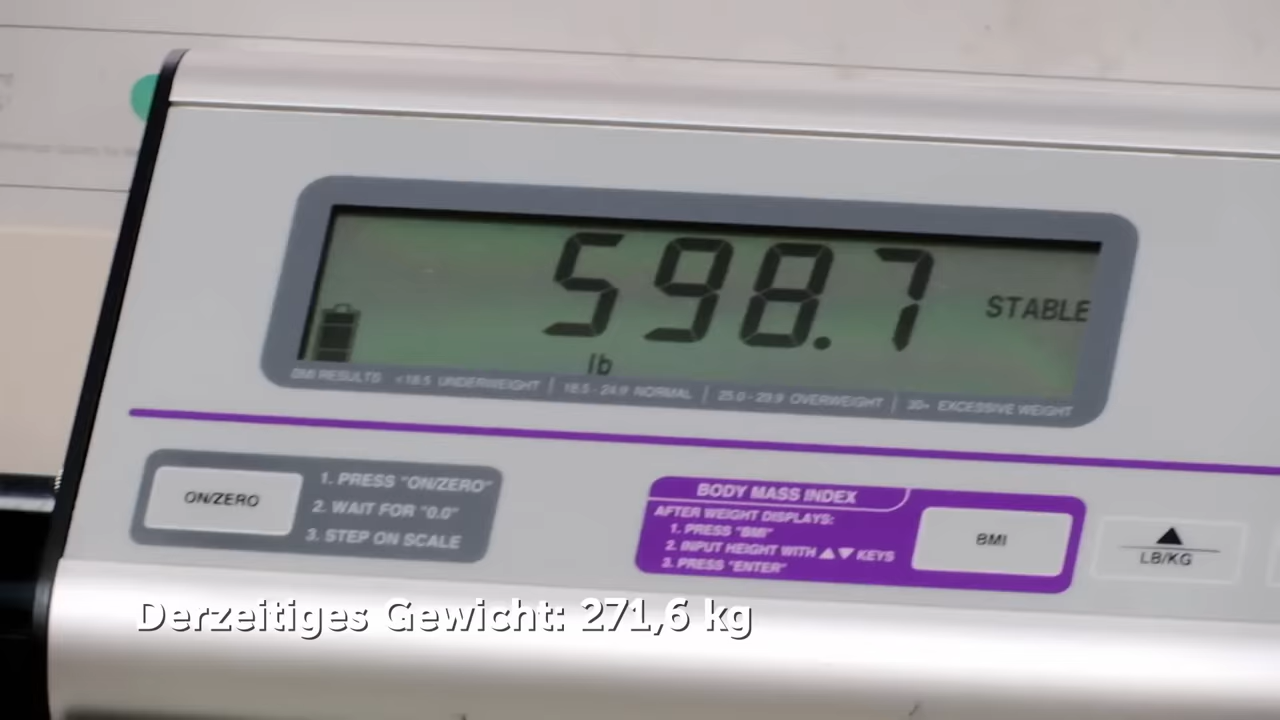 598.7
STABLE
lb
BMI RESULTS <18.5 UNDERWEIGHT | 18.5 - 24.9 NORMAL | 25.0 - 29.9 OVERWEIGHT | 30+ EXCESSIVE WEIGHT
ON/ZERO
1. PRESS "ON/ZERO"
2. WAIT FOR "0.0"
3. STEP ON SCALE
BODY MASS INDEX
AFTER WEIGHT DISPLAYS:
1. PRESS "BMI"
2. INPUT HEIGHT WITH ▲▼ KEYS
3. PRESS "ENTER"
BMI
▲
LB/KG
Derzeitiges Gewicht: 271,6 kg